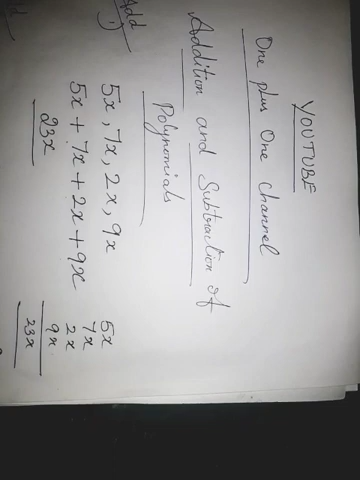 YOUTUBE
One plus One channel
Addition and Subtraction of
Polynomials
Add
1) 5x, 7x, 2x, 9x
5x + 7x + 2x + 9x
23x
5x
7x
2x
9x
23x